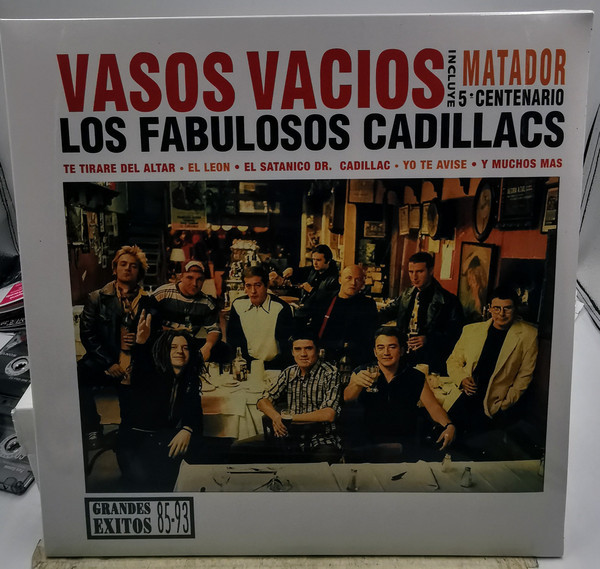 VASOS VACIOS
INCLUYE
MATADOR
5º CENTENARIO
LOS FABULOSOS CADILLACS
TE TIRARE DEL ALTAR • EL LEON • EL SATANICO DR. CADILLAC • YO TE AVISE • Y MUCHOS MAS
GRANDES
EXITOS 85-93